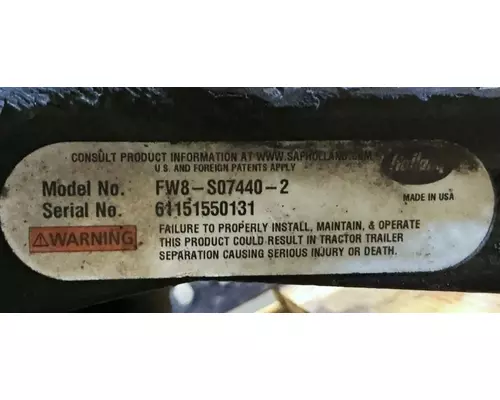 CONSULT PRODUCT INFORMATION AT WWW.SAFHOLLAND.COM
U.S. AND FOREIGN PATENTS APPLY
Holland
Model No. FW8-S07440-2
MADE IN USA
Serial No. 61151550131
WARNING
FAILURE TO PROPERLY INSTALL, MAINTAIN, & OPERATE
THIS PRODUCT COULD RESULT IN TRACTOR TRAILER
SEPARATION CAUSING SERIOUS INJURY OR DEATH.